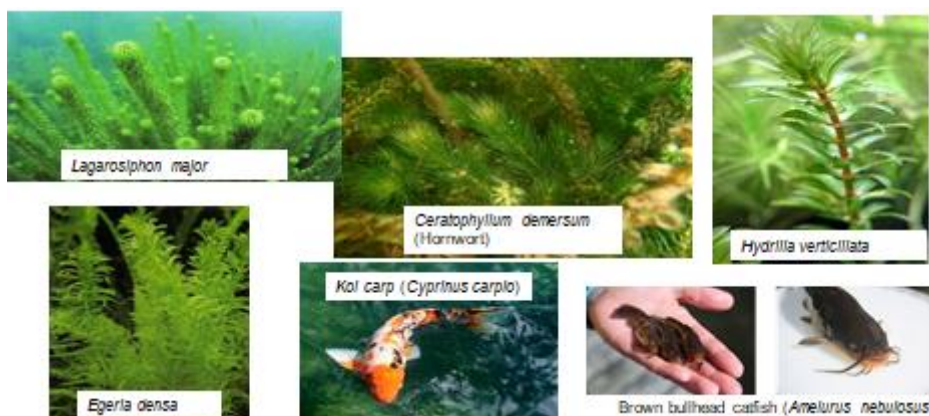 Lagarosiphon major
Ceratophyllum demersum
(Hornwort)
Hydrilla verticillata
Koi carp (Cyprinus carpio)
Egeria densa
Brown bullhead catfish (Ameiurus nebulosus